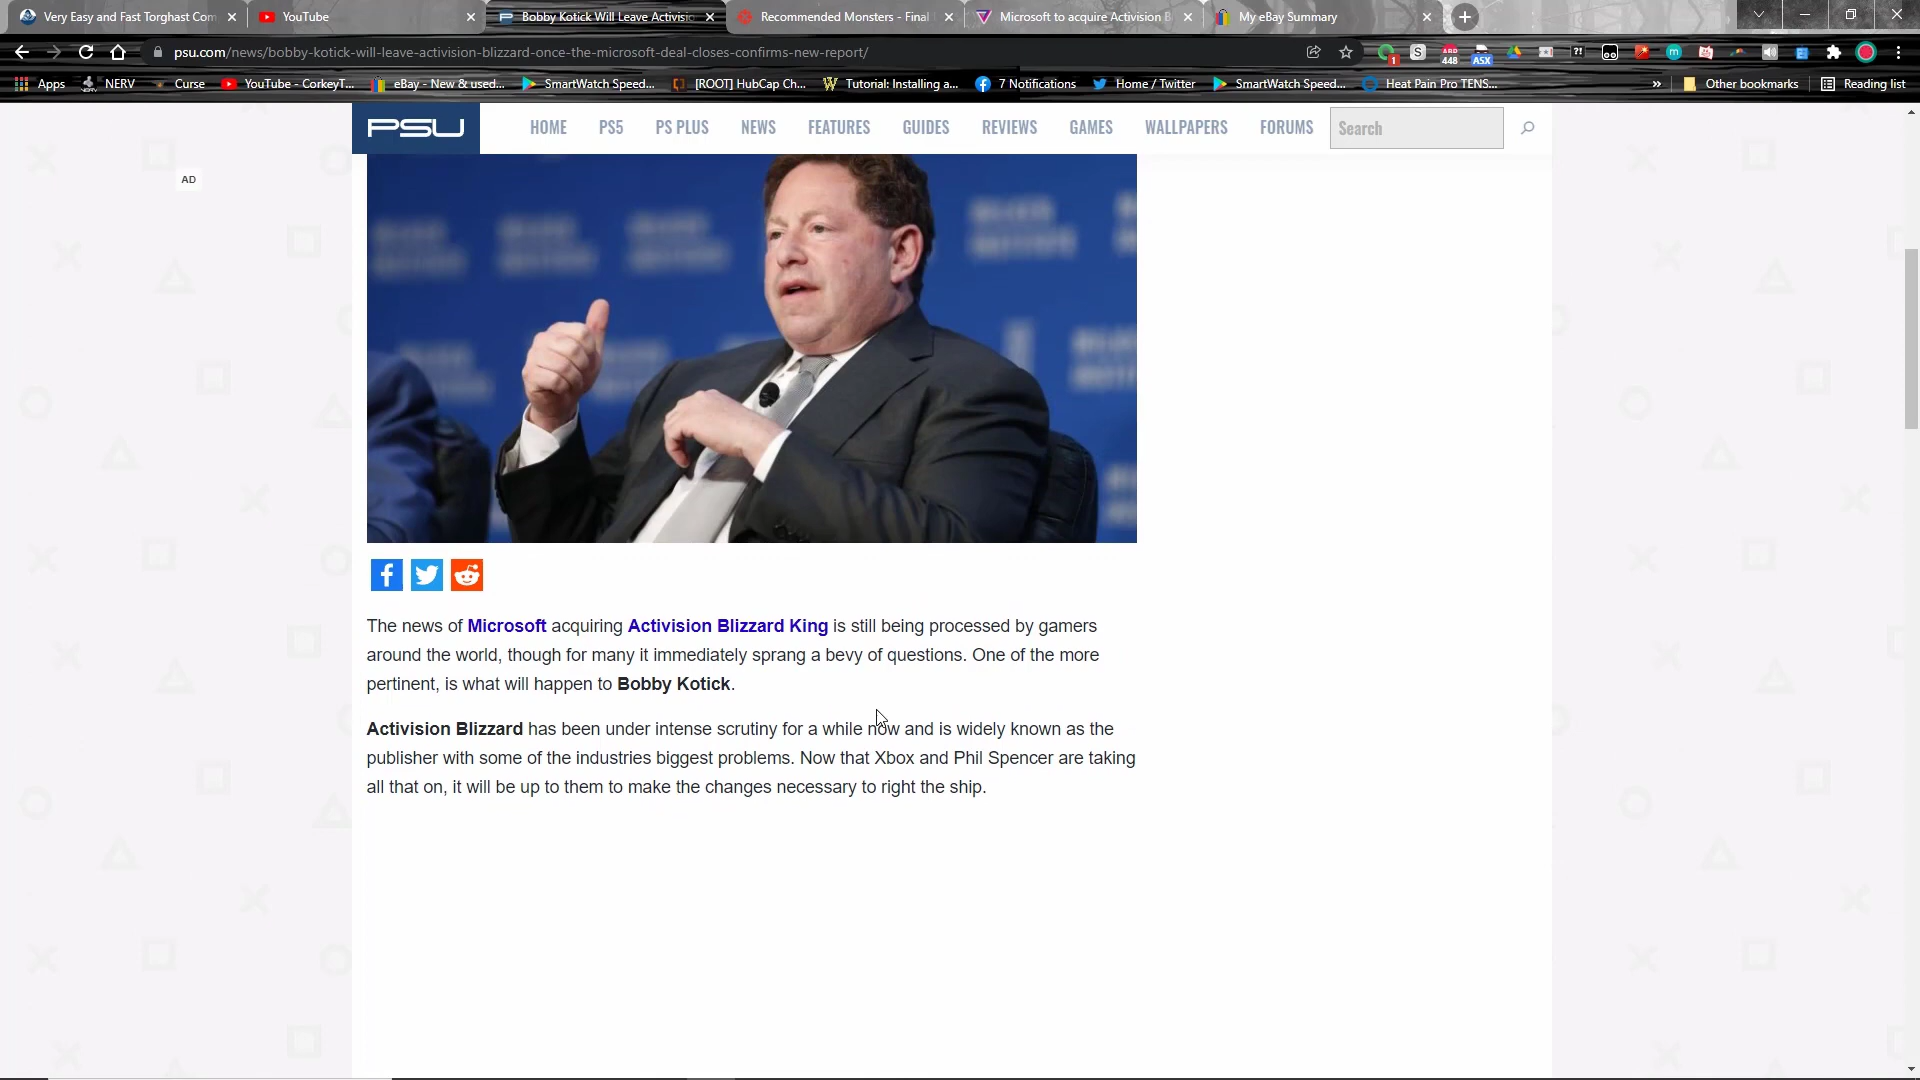 Very Easy and Fast Torghast Com
YouTube
Bobby Kotick Will Leave Activisi
Recommended Monsters - Final
Microsoft to acquire Activision B
My eBay Summary
psu.com/news/bobby-kotick-will-leave-activision-blizzard-once-the-microsoft-deal-closes-confirms-new-report/
Apps
NERV
Curse
YouTube - CorkeyT...
eBay - New & used...
SmartWatch Speed...
[ROOT] HubCap Ch...
Tutorial: Installing a...
7 Notifications
Home / Twitter
SmartWatch Speed...
Heat Pain Pro TENS...
»
Other bookmarks
Reading list
PSU
HOME
PS5
PS PLUS
NEWS
FEATURES
GUIDES
REVIEWS
GAMES
WALLPAPERS
FORUMS
Search
AD
The news of Microsoft acquiring Activision Blizzard King is still being processed by gamers
around the world, though for many it immediately sprang a bevy of questions. One of the more
pertinent, is what will happen to Bobby Kotick.
Activision Blizzard has been under intense scrutiny for a while now and is widely known as the
publisher with some of the industries biggest problems. Now that Xbox and Phil Spencer are taking
all that on, it will be up to them to make the changes necessary to right the ship.